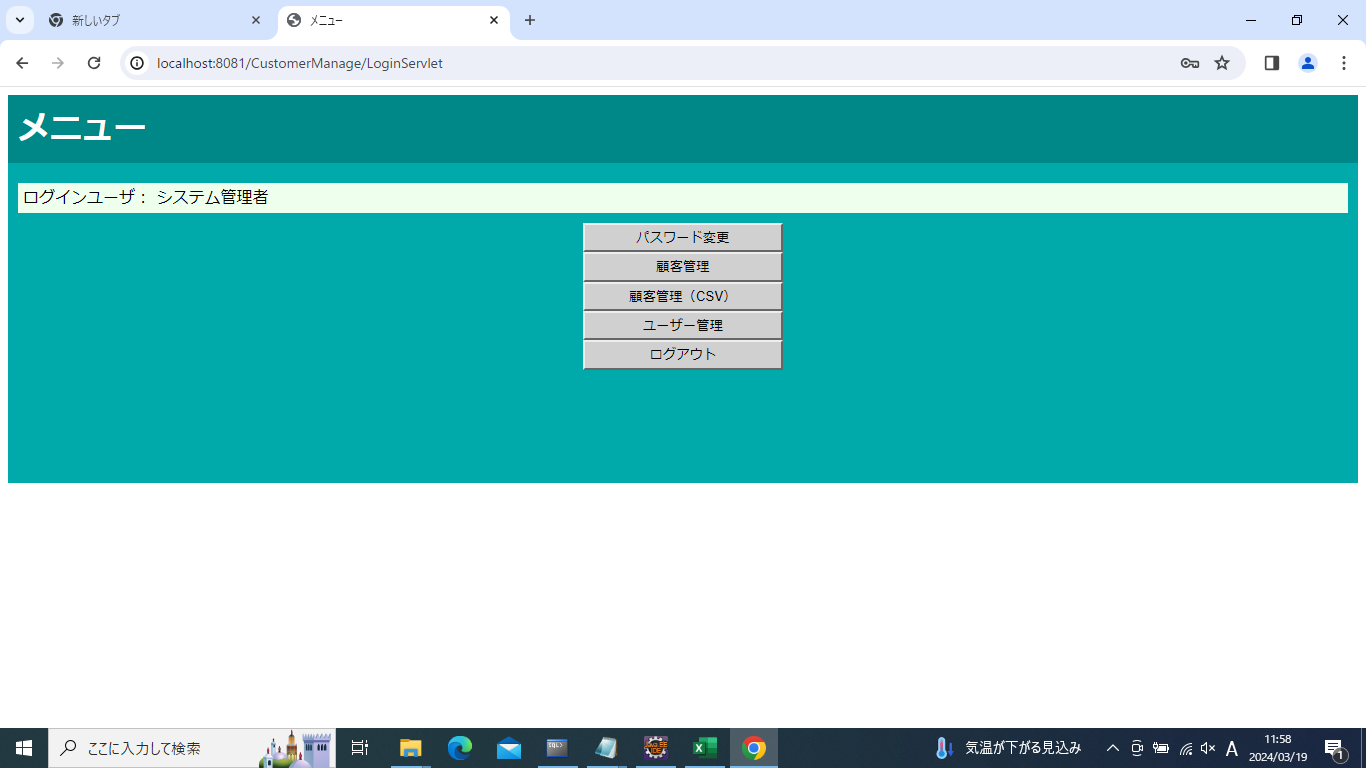 新しいタブ
メニュー
localhost:8081/CustomerManage/LoginServlet
メニュー
ログインユーザ： システム管理者
パスワード変更
顧客管理
顧客管理（CSV）
ユーザー管理
ログアウト
ここに入力して検索
SQL>
Java EE
IDE
気温が下がる見込み
A
11:58
2024/03/19
1